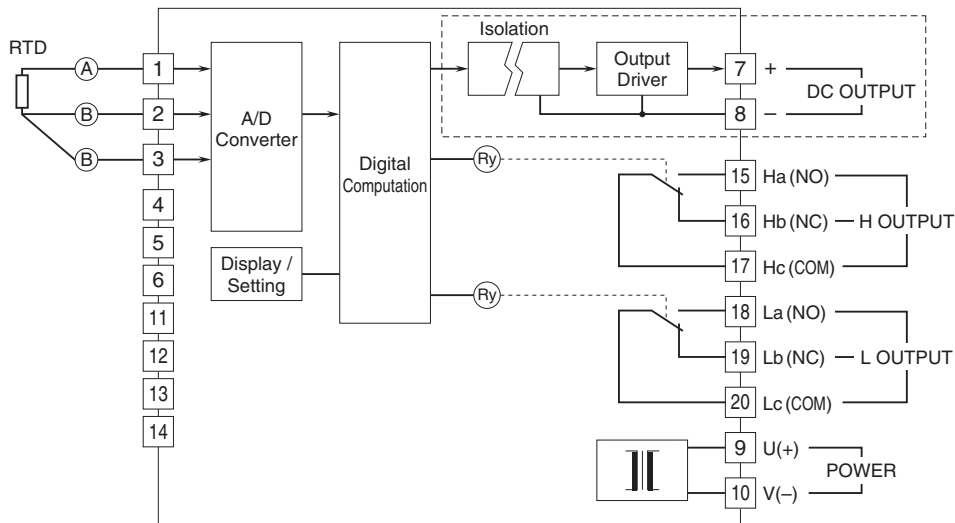 RTD
A
B
B
1
2
3
4
5
6
11
12
13
14
A/D
Converter
Display /
Setting
Digital
Computation
Isolation
Output
Driver
Ry
Ry
7 +
8 –
DC OUTPUT
15 Ha (NO)
16 Hb (NC)
17 Hc (COM)
H OUTPUT
18 La (NO)
19 Lb (NC)
20 Lc (COM)
L OUTPUT
9 U(+)
10 V(–)
POWER